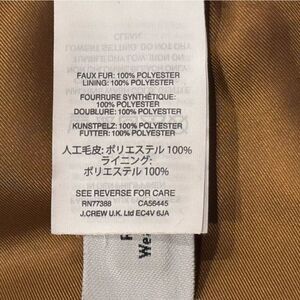 FAUX FUR: 100% POLYESTER
LINING: 100% POLYESTER
FOURRURE SYNTHÉTIQUE:
100% POLYESTER
DOUBLURE: 100% POLYESTER
KUNSTPELZ: 100% POLYESTER
FUTTER: 100% POLYESTER
人工毛皮: ポリエステル 100%
ライニング:
ポリエステル 100%
SEE REVERSE FOR CARE
RN77388 CA56445
J.CREW U.K. Ltd EC4V 6JA